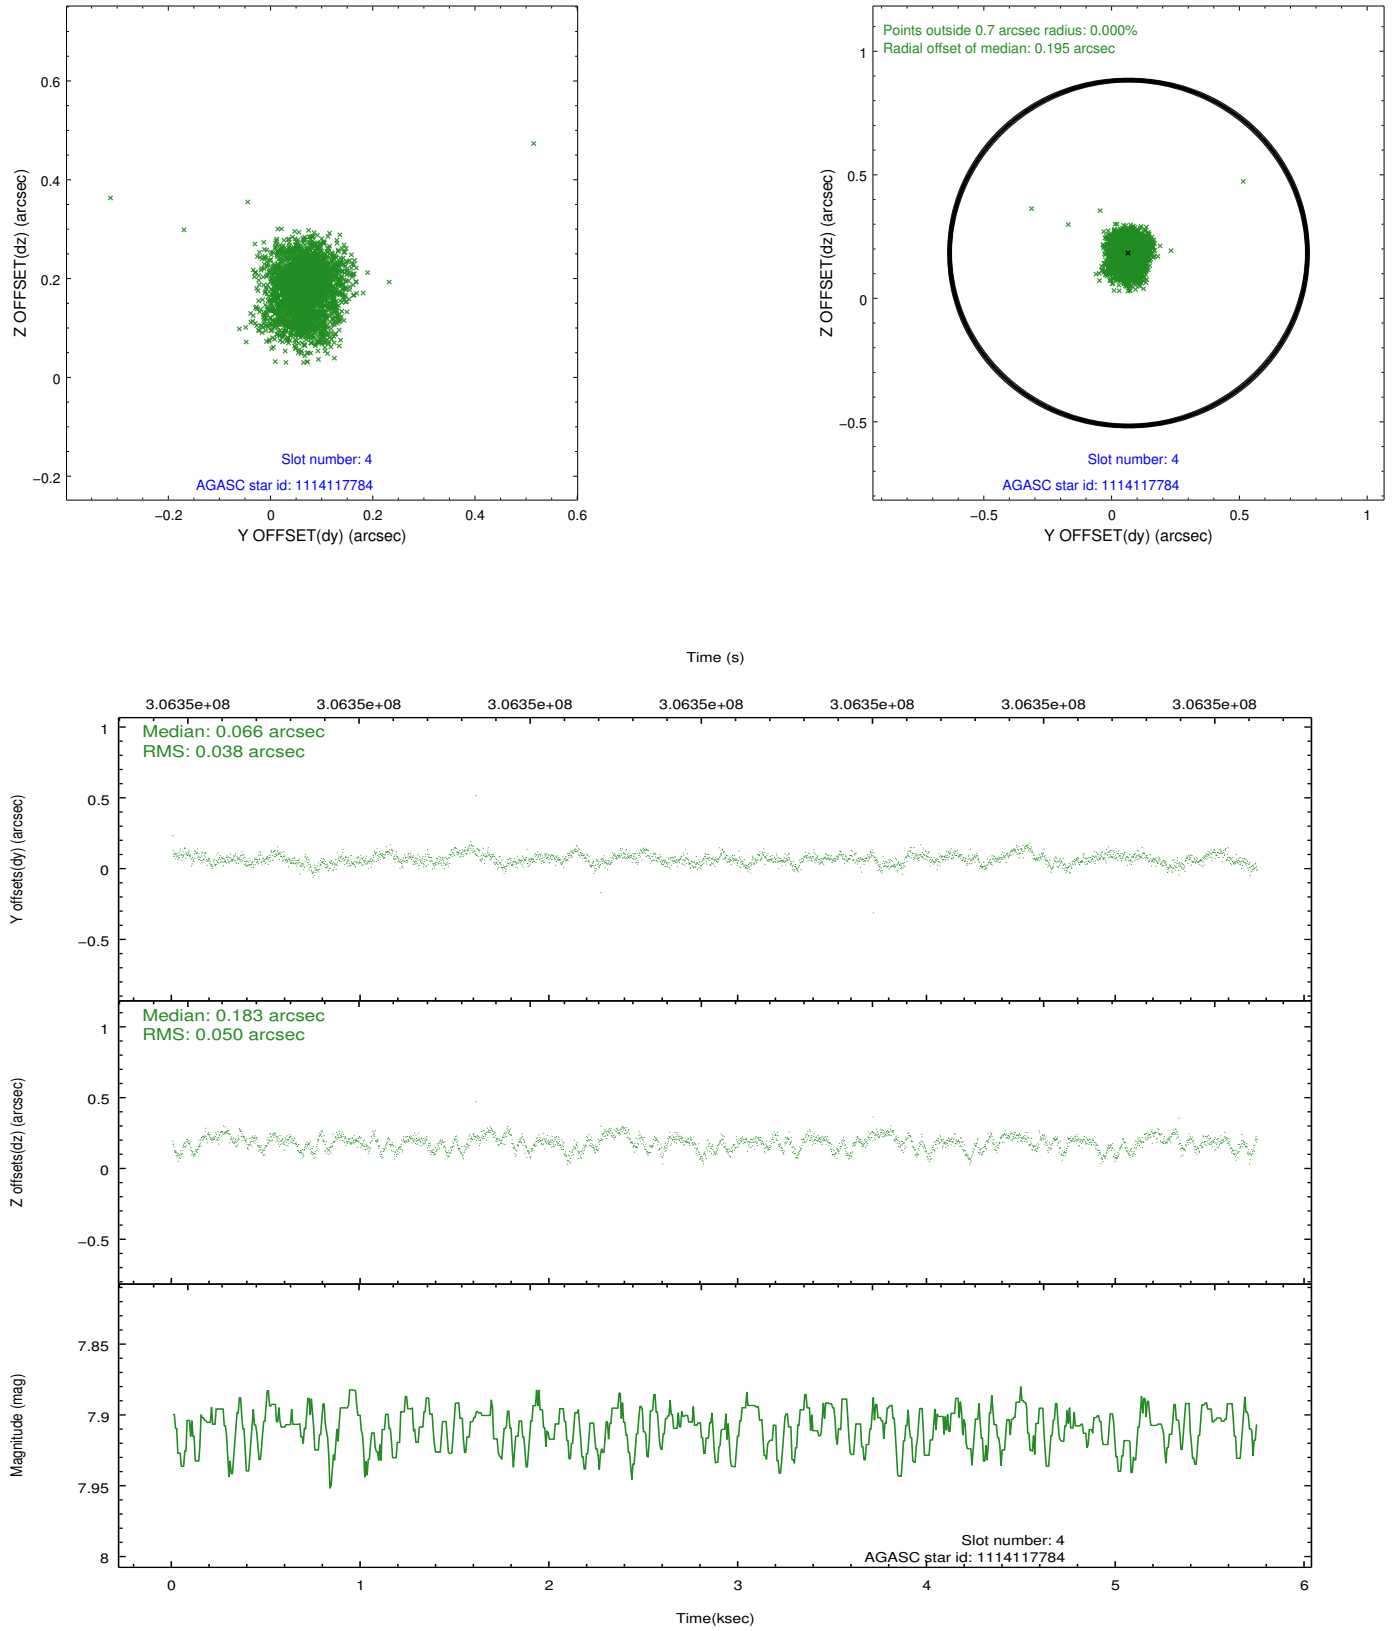 0.6
0.4
0.2
0
−0.2
Z OFFSET(dz) (arcsec)
Slot number: 4
AGASC star id: 1114117784
−0.2 0 0.2 0.4 0.6
Y OFFSET(dy) (arcsec)
Points outside 0.7 arcsec radius: 0.000%
Radial offset of median: 0.195 arcsec
1
0.5
0
−0.5
Z OFFSET(dz) (arcsec)
Slot number: 4
AGASC star id: 1114117784
−0.5 0 0.5 1
Y OFFSET(dy) (arcsec)
Time (s)
3.0635e+08 3.0635e+08 3.0635e+08 3.0635e+08 3.0635e+08 3.0635e+08 3.0635e+08
Median: 0.066 arcsec
RMS: 0.038 arcsec
1
0.5
0
−0.5
Y offsets(dy) (arcsec)
Median: 0.183 arcsec
RMS: 0.050 arcsec
1
0.5
0
−0.5
Z offsets(dz) (arcsec)
7.85
7.9
7.95
8
Magnitude (mag)
Slot number: 4
AGASC star id: 1114117784
0 1 2 3 4 5 6
Time(ksec)